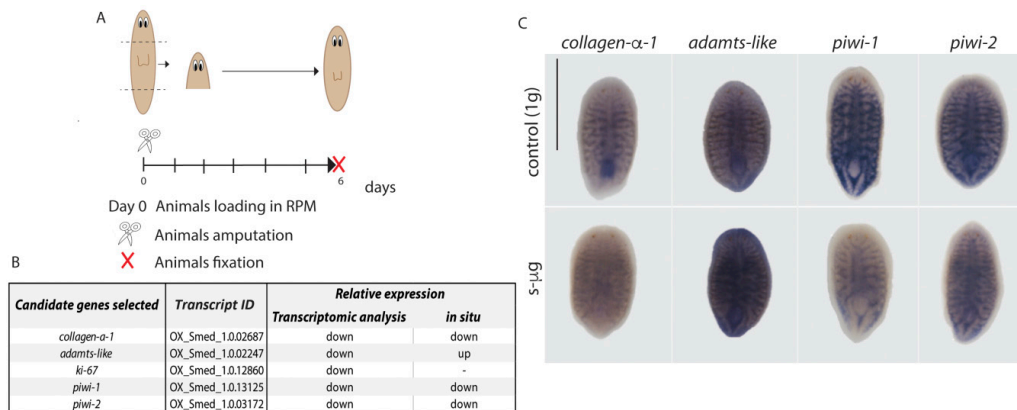 A
0
6
days
Day 0 Animals loading in RPM
Animals amputation
Animals fixation
B
Candidate genes selected Transcript ID Relative expression
Transcriptomic analysis in situ
collagen-a-1 OX_Smed_1.0.02687 down down
adamts-like OX_Smed_1.0.02247 down up
ki-67 OX_Smed_1.0.12860 down -
piwi-1 OX_Smed_1.0.13125 down down
piwi-2 OX_Smed_1.0.03172 down down
C
collagen-α-1 adamts-like piwi-1 piwi-2
control (1g)
s-μg